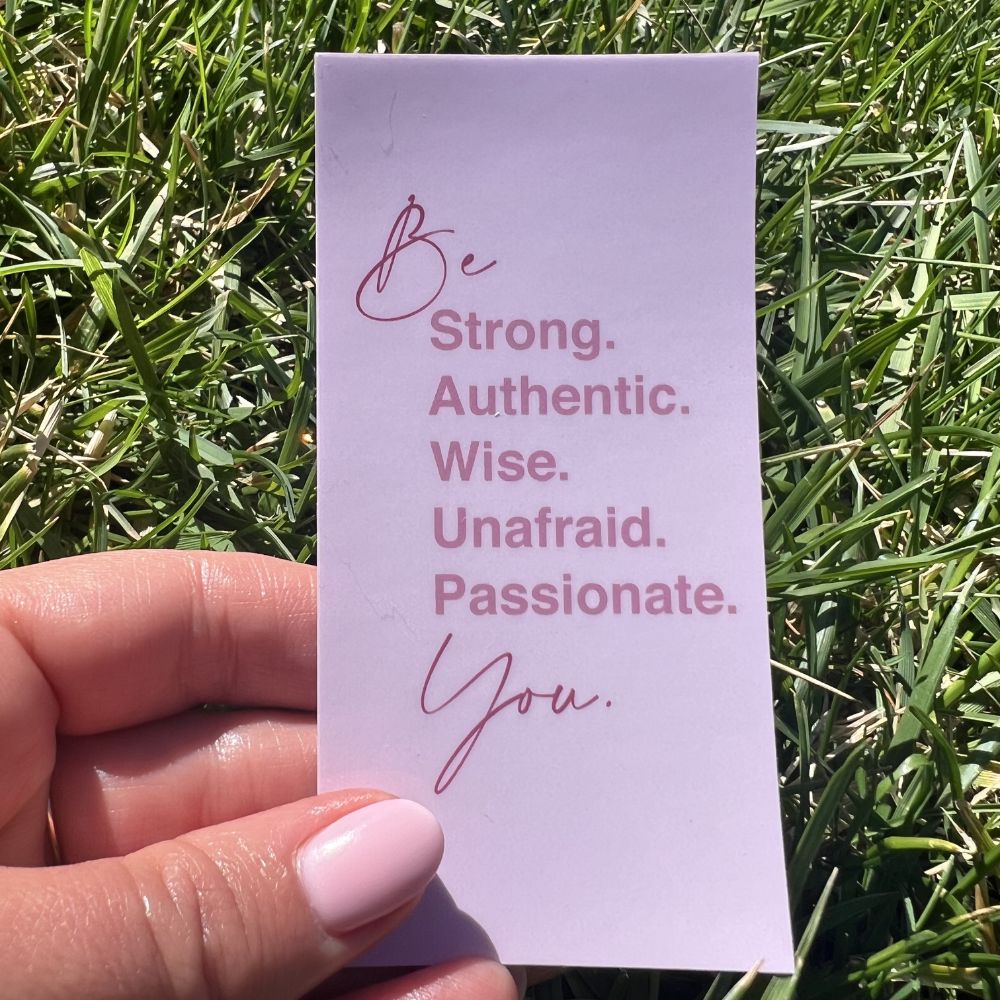 Be
Strong.
Authentic.
Wise.
Unafraid.
Passionate.
You.